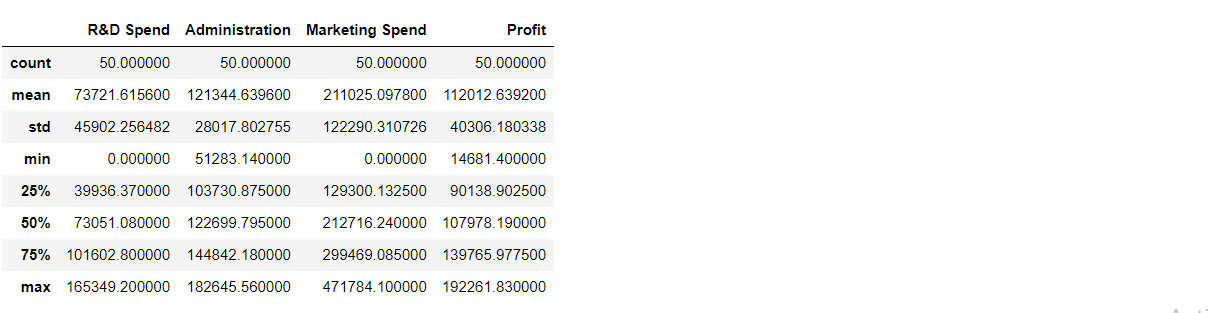 R&D Spend Administration Marketing Spend Profit
count 50.000000 50.000000 50.000000 50.000000
mean 73721.615600 121344.639600 211025.097800 112012.639200
std 45902.256482 28017.802755 122290.310726 40306.180338
min 0.000000 51283.140000 0.000000 14681.400000
25% 39936.370000 103730.875000 129300.132500 90138.902500
50% 73051.080000 122699.795000 212716.240000 107978.190000
75% 101602.800000 144842.180000 299469.085000 139765.977500
max 165349.200000 182645.560000 471784.100000 192261.830000